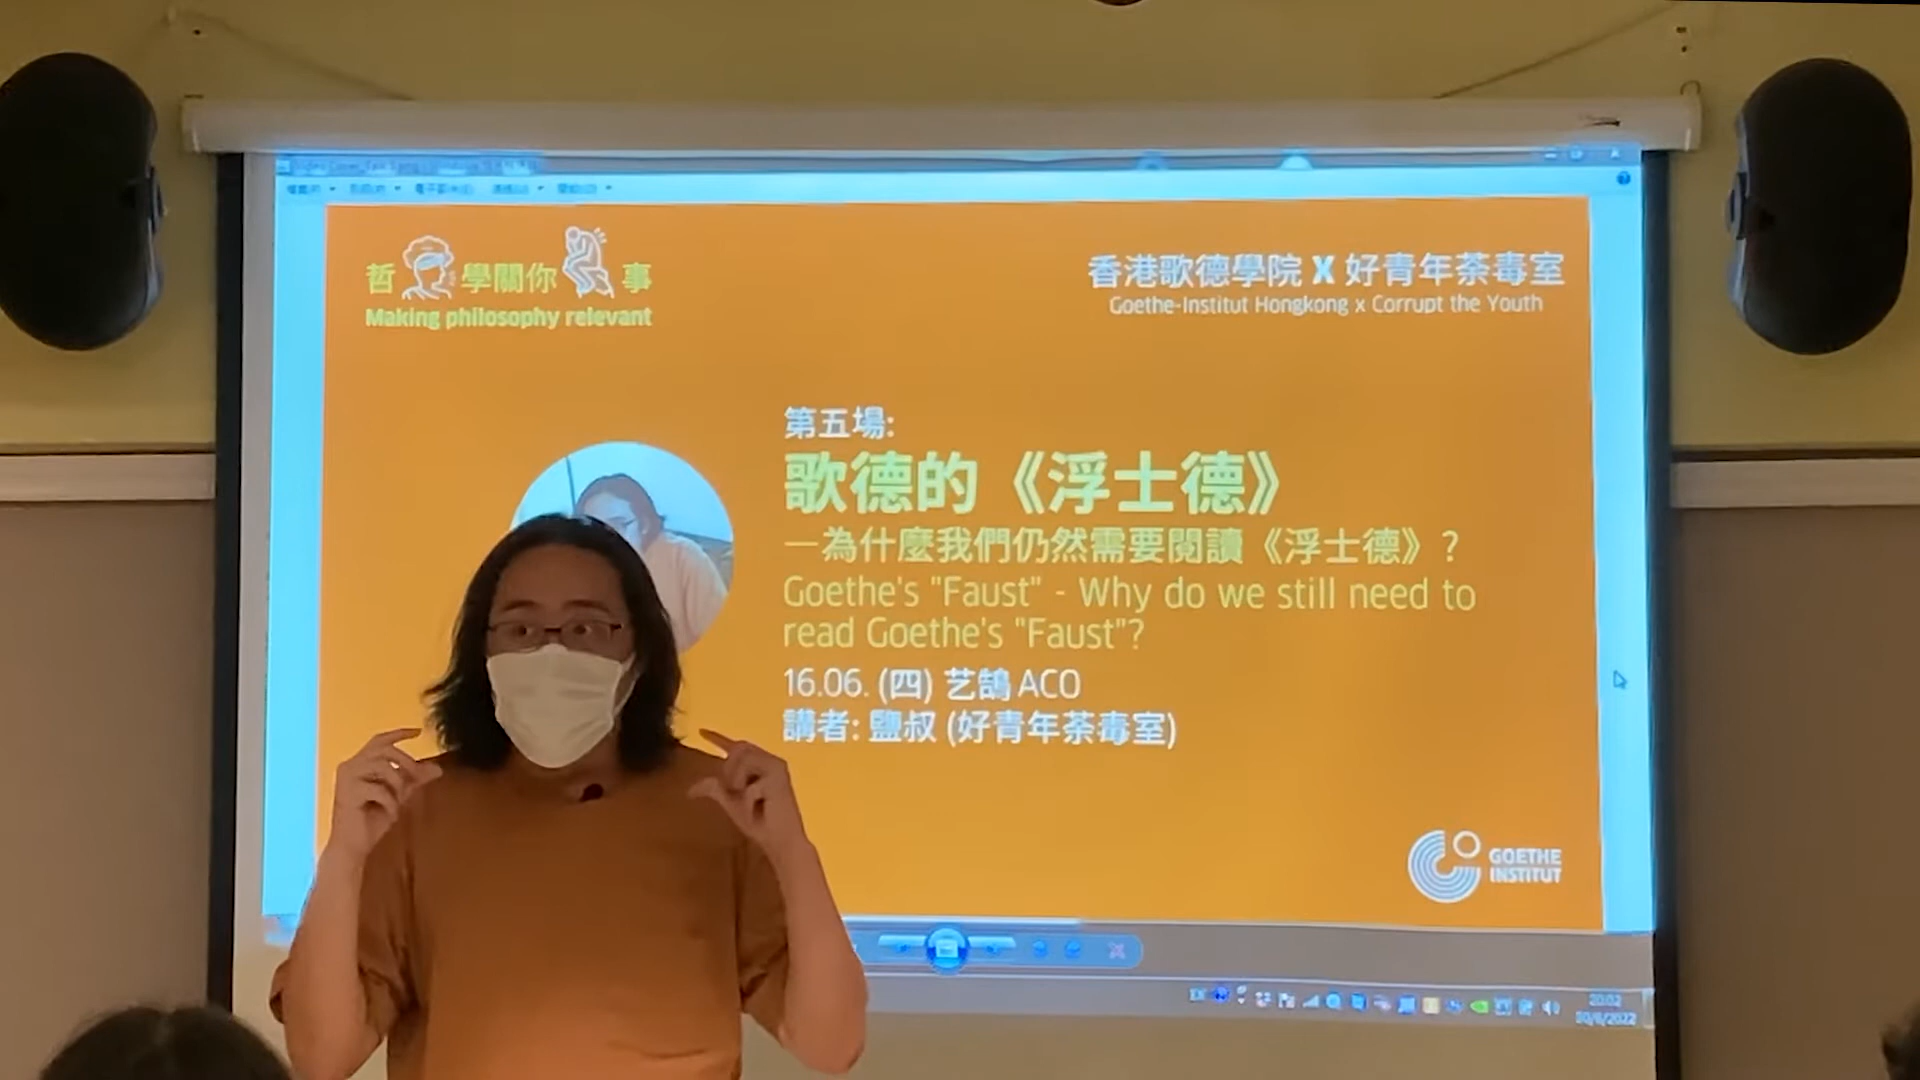 哲學關你事
Making philosophy relevant
香港歌德學院 X 好青年荼毒室
Goethe-Institut Hongkong x Corrupt the Youth
第五場:
歌德的《浮士德》
—為什麼我們仍然需要閱讀《浮士德》?
Goethe's "Faust" - Why do we still need to
read Goethe's "Faust"?
16.06. (四) 艺鵠 ACO
講者: 鹽叔 (好青年荼毒室)
GOETHE
INSTITUT
20:02